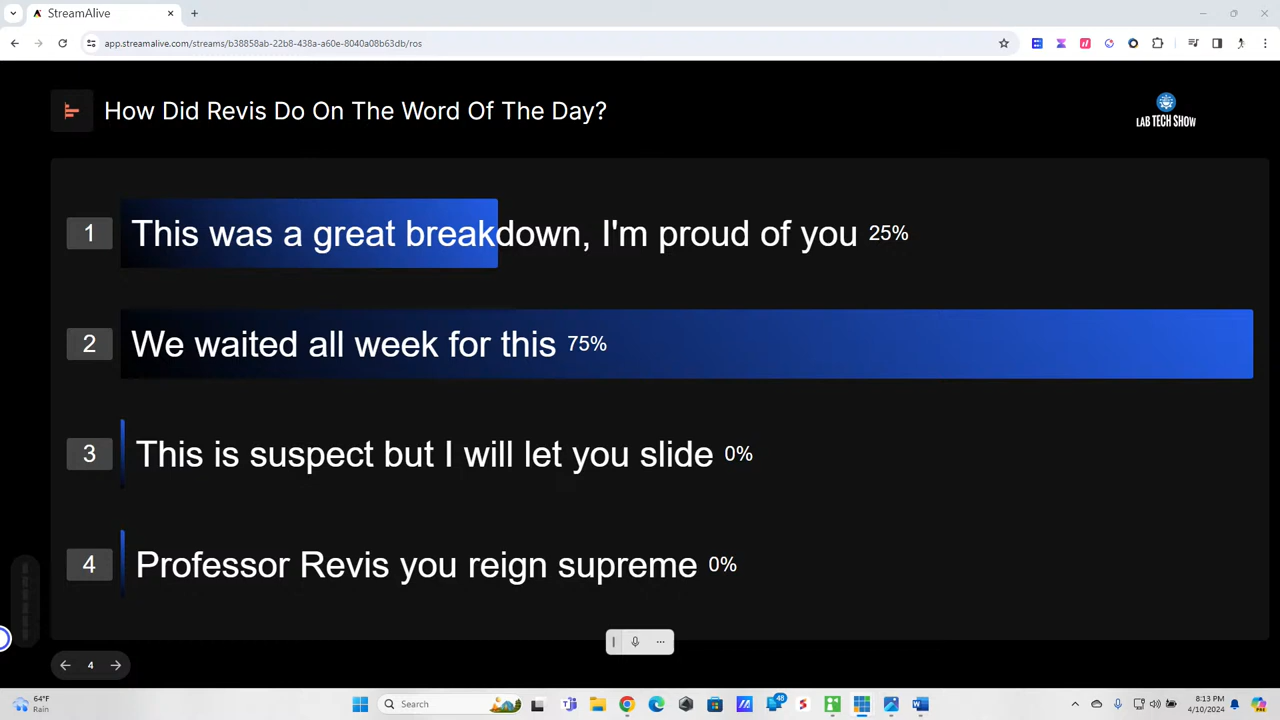 StreamAlive
app.streamalive.com/streams/b38858ab-22b8-438a-a60d-8040a08b63db/ros
How Did Revis Do On The Word Of The Day?
LAB TECH SHOW
1 This was a great breakdown, I'm proud of you 25%
2 We waited all week for this 75%
3 This is suspect but I will let you slide 0%
4 Professor Revis you reign supreme 0%
4
64°F
Rain
Search
48
8:13 PM
4/10/2024